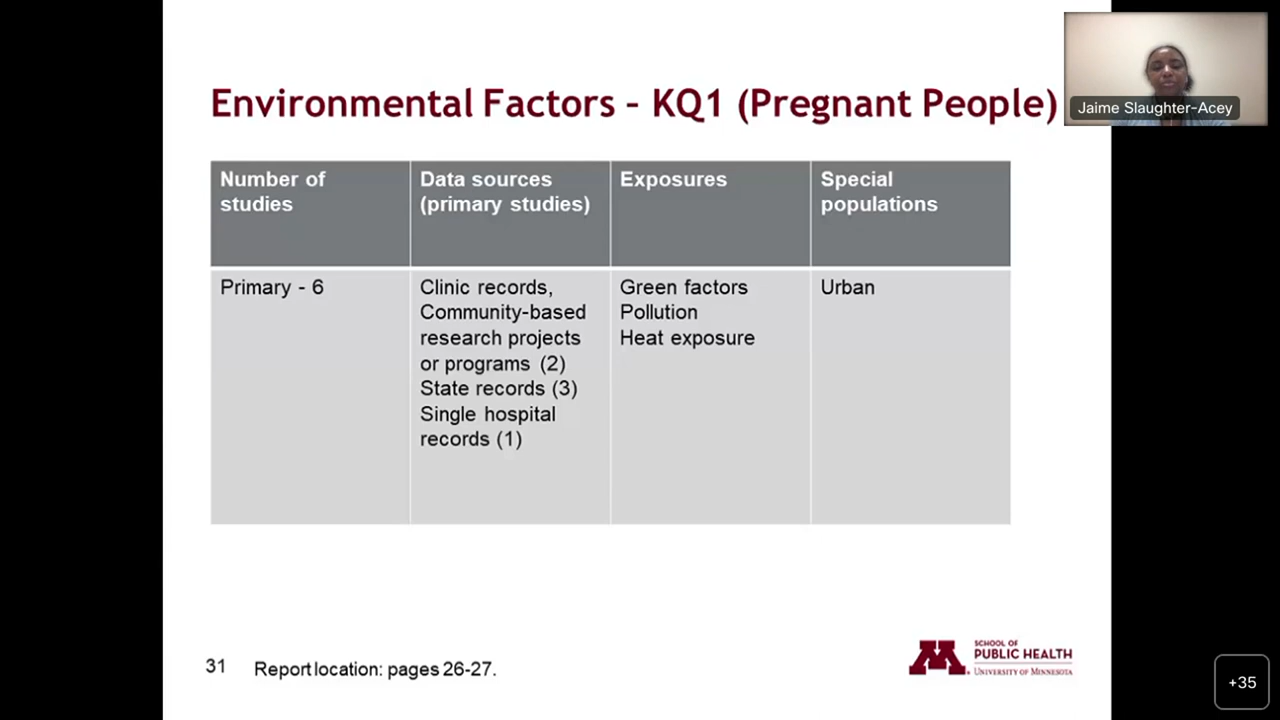 Environmental Factors – KQ1 (Pregnant People)
Jaime Slaughter-Acey
Number of
studies
Data sources
(primary studies)
Exposures
Special
populations
Primary - 6
Clinic records,
Community-based
research projects
or programs (2)
State records (3)
Single hospital
records (1)
Green factors
Pollution
Heat exposure
Urban
31
Report location: pages 26-27.
M
SCHOOL OF
PUBLIC HEALTH
UNIVERSITY OF MINNESOTA
+35